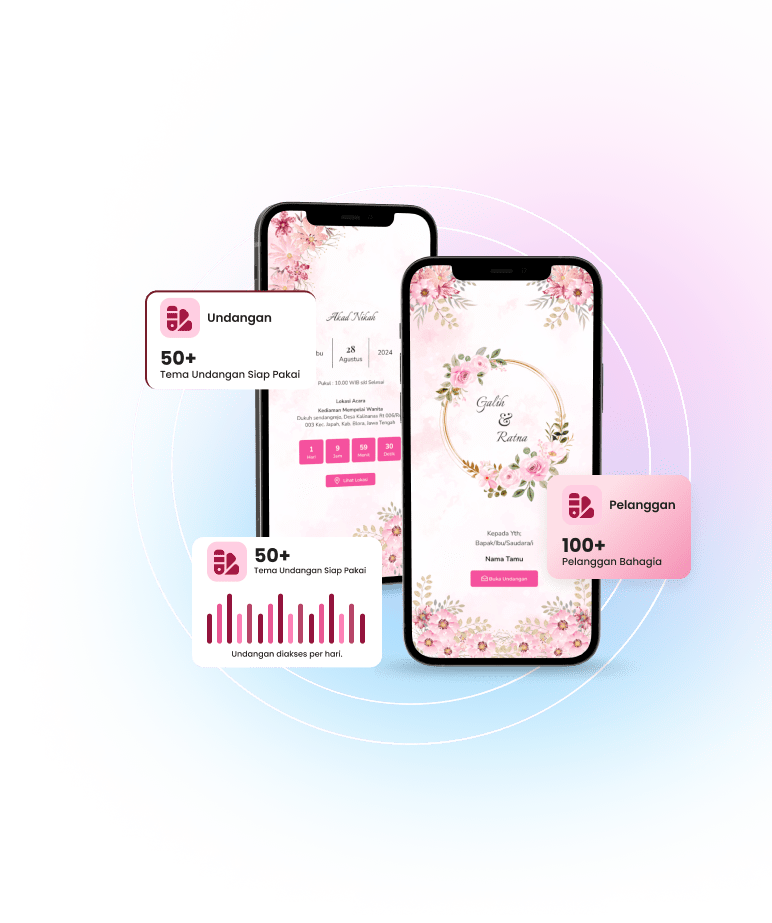 Undangan
50+
Tema Undangan Siap Pakai
Akad Nikah
bu
28
Agustus
2024
Pukul : 10.00 WIB s/d Selesai
Lokasi Acara
Kediaman Mempelai Wanita
Dukuh sendangrejo, Desa Kalinanas Rt 006/R
003 Kec. Japah, Kab. Blora, Jawa Tengah
1
Hari
9
Jam
59
Menit
30
Detik
Lihat Lokasi
Galih
&
Ratna
Kepada Yth;
Bapak/Ibu/Saudara/i
Nama Tamu
Buka Undangan
Pelanggan
100+
Pelanggan Bahagia
50+
Tema Undangan Siap Pakai
Undangan diakses per hari.